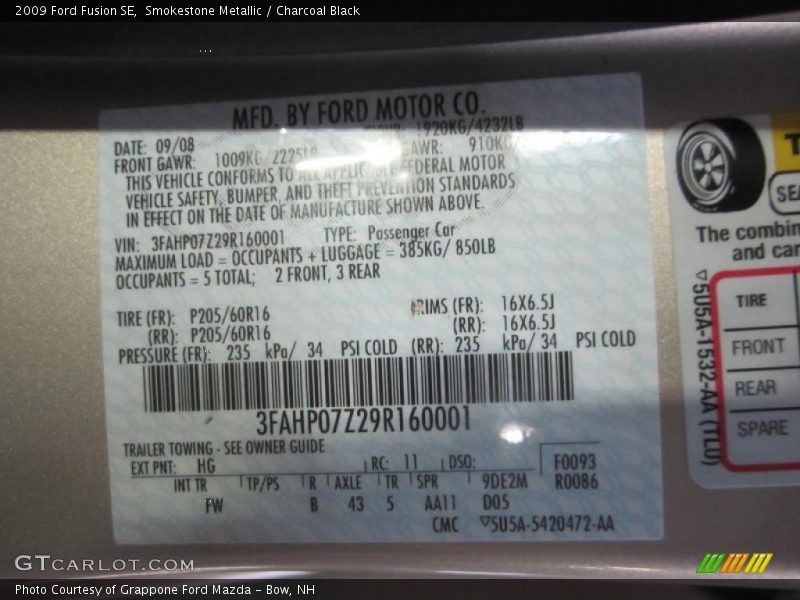 2009 Ford Fusion SE, Smokestone Metallic / Charcoal Black
MFD. BY FORD MOTOR CO.
DATE: 09/08 1920KG/4232LB
FRONT GAWR: 1009KG/2225LB 910KG
THIS VEHICLE CONFORMS TO ALL FEDERAL MOTOR
VEHICLE SAFETY, BUMPER, AND THEFT PREVENTION STANDARDS
IN EFFECT ON THE DATE OF MANUFACTURE SHOWN ABOVE.
VIN: 3FAHP07Z29R160001 TYPE: Passenger Car
MAXIMUM LOAD = OCCUPANTS + LUGGAGE = 385KG/ 850LB
OCCUPANTS = 5 TOTAL; 2 FRONT, 3 REAR
TIRE (FR): P205/60R16 RIMS (FR): 16X6.5J
(RR): P205/60R16 (RR): 16X6.5J
PRESSURE (FR): 235 kPa/ 34 PSI COLD (RR): 235 kPa/ 34 PSI COLD
3FAHP07Z29R160001
TRAILER TOWING - SEE OWNER GUIDE
EXT PNT: HG RC: 11 DSO: F0093
INT TR TP/PS R AXLE TR SPR 9DE2M R0086
FW B 43 5 AA11 D05
CMC ▽5U5A-5420472-AA
The combin
and car
TIRE
FRONT
REAR
SPARE
▽5U5A-1532-AA (TLU)
GTCARLOT.COM
Photo Courtesy of Grappone Ford Mazda - Bow, NH